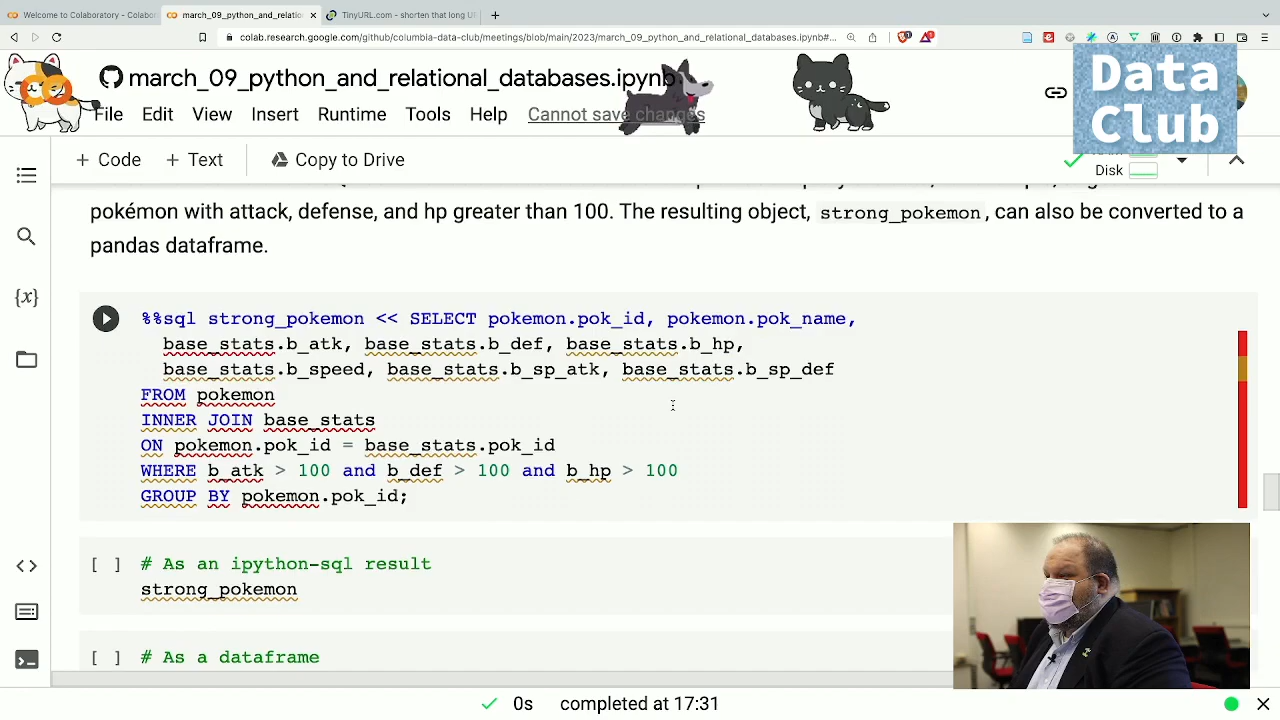 Welcome to Colaboratory - Colabor
march_09_python_and_relation
TinyURL.com - shorten that long U
colab.research.google.com/github/columbia-data-club/meetings/blob/main/2023/march_09_python_and_relational_databases.ipynb#...
march_09_python_and_relational_databases.ipynb
Data
Club
File Edit View Insert Runtime Tools Help Cannot save changes
+ Code + Text Copy to Drive
Disk
pokémon with attack, defense, and hp greater than 100. The resulting object, strong_pokemon, can also be converted to a
pandas dataframe.
%%sql strong_pokemon << SELECT pokemon.pok_id, pokemon.pok_name,
base_stats.b_atk, base_stats.b_def, base_stats.b_hp,
base_stats.b_speed, base_stats.b_sp_atk, base_stats.b_sp_def
FROM pokemon
INNER JOIN base_stats
ON pokemon.pok_id = base_stats.pok_id
WHERE b_atk > 100 and b_def > 100 and b_hp > 100
GROUP BY pokemon.pok_id;
[ ] # As an ipython-sql result
strong_pokemon
[ ] # As a dataframe
0s completed at 17:31